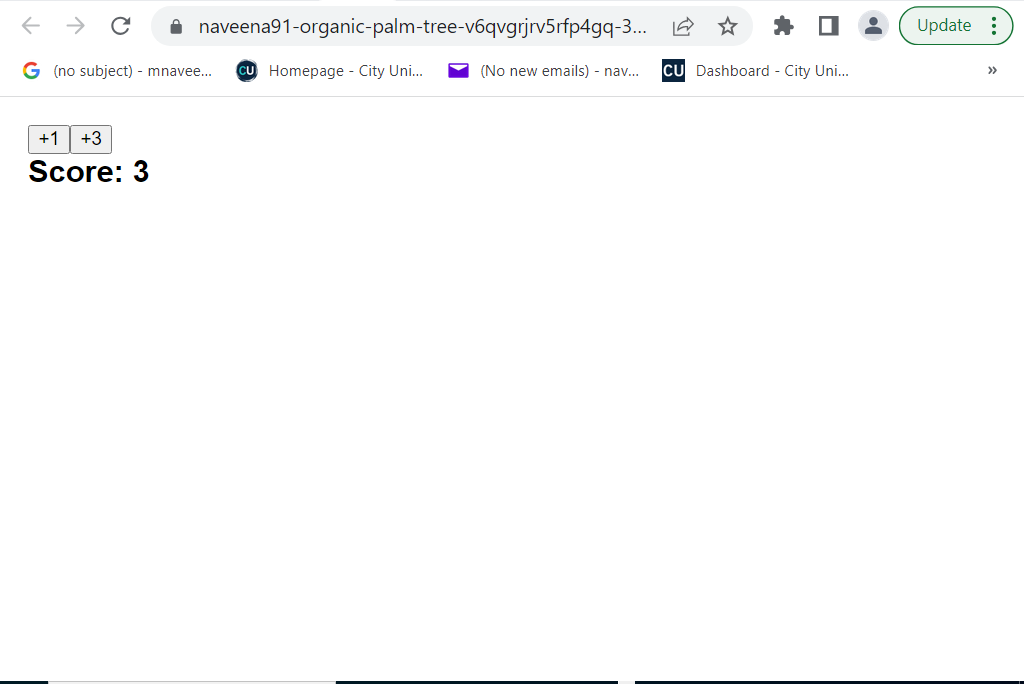 naveena91-organic-palm-tree-v6qvgrjrv5rfp4gq-3... Update
(no subject) - mnavee... CU Homepage - City Uni... (No new emails) - nav... CU Dashboard - City Uni... »
+1 +3
Score: 3